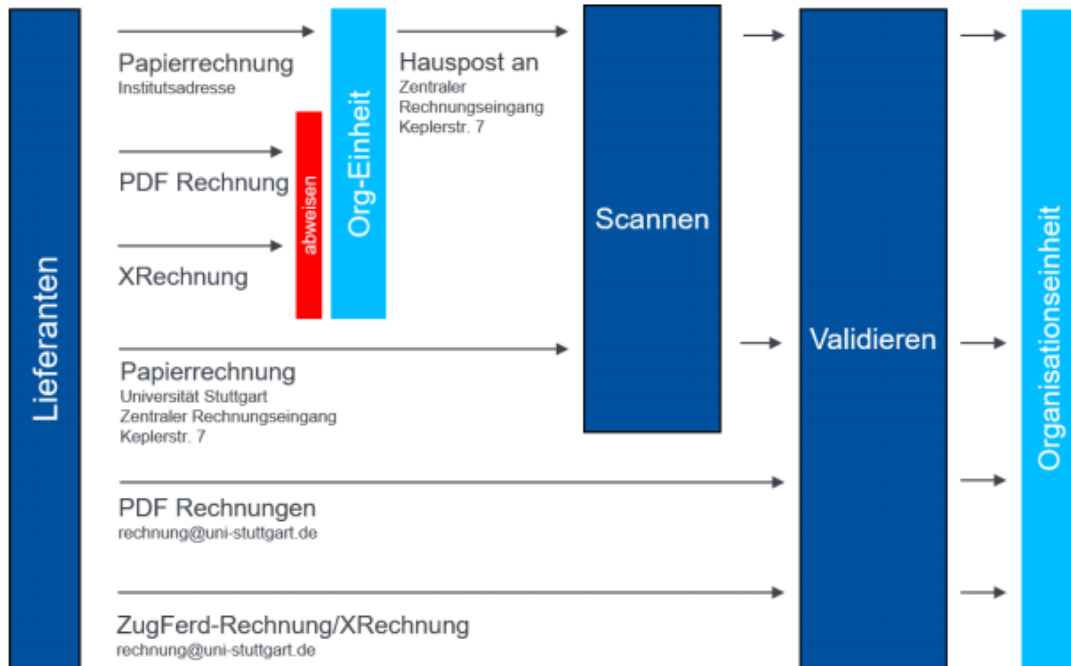 Lieferanten
Papierrechnung
Institutsadresse
PDF Rechnung
XRechnung
abweisen
Org-Einheit
Hauspost an
Zentraler
Rechnungseingang
Keplerstr. 7
Papierrechnung
Universität Stuttgart
Zentraler Rechnungseingang
Keplerstr. 7
PDF Rechnungen
rechnung@uni-stuttgart.de
ZugFerd-Rechnung/XRechnung
rechnung@uni-stuttgart.de
Scannen
Validieren
Organisationseinheit